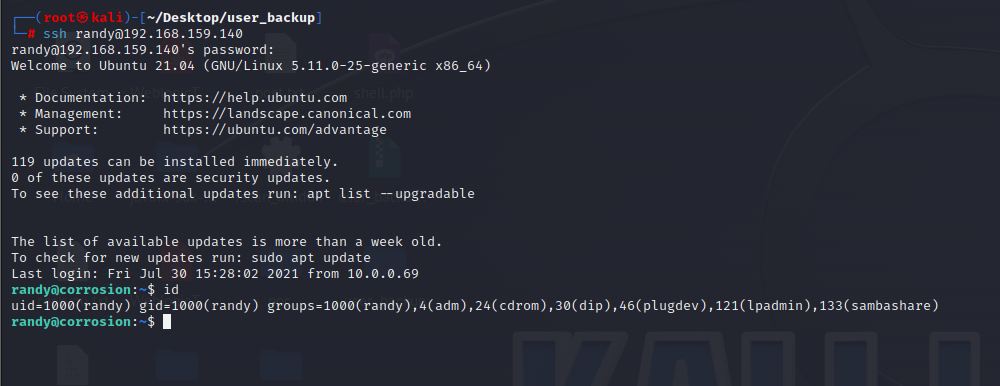 ┌──(root㉿kali)-[~/Desktop/user_backup]
└─# ssh randy@192.168.159.140
randy@192.168.159.140's password:
Welcome to Ubuntu 21.04 (GNU/Linux 5.11.0-25-generic x86_64)
* Documentation:  https://help.ubuntu.com
* Management:     https://landscape.canonical.com
* Support:        https://ubuntu.com/advantage
119 updates can be installed immediately.
0 of these updates are security updates.
To see these additional updates run: apt list --upgradable
The list of available updates is more than a week old.
To check for new updates run: sudo apt update
Last login: Fri Jul 30 15:28:02 2021 from 10.0.0.69
randy@corrosion:~$ id
uid=1000(randy) gid=1000(randy) groups=1000(randy),4(adm),24(cdrom),30(dip),46(plugdev),121(lpadmin),133(sambashare)
randy@corrosion:~$
shell.php
KALI